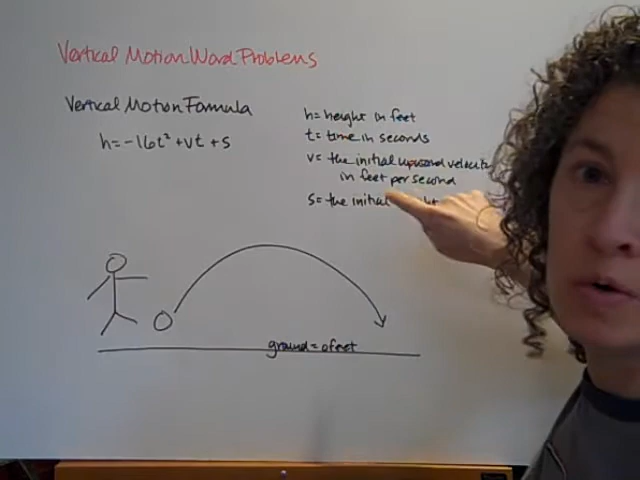 Vertical Motion Word Problems
Vertical Motion Formula
h = -16t² + vt + s
h = height in feet
t = time in seconds
v = the initial upward velocity
in feet per second
s = the initial
ground = 0 feet